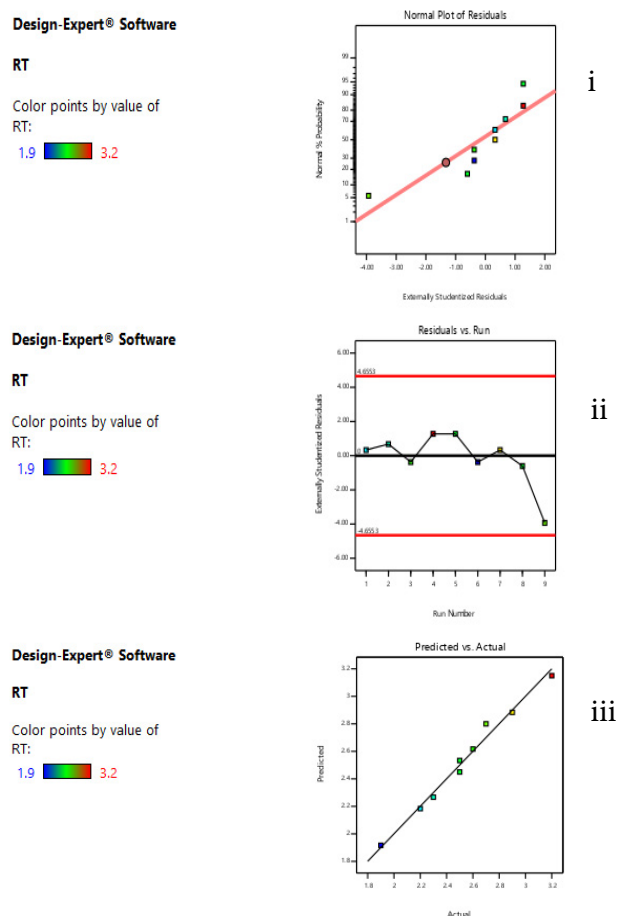 Design-Expert® Software
RT
Color points by value of
RT:
1.9 3.2
Normal Plot of Residuals
Normal % Probability
99
95
90
80
70
50
30
20
10
5
1
-4.00 -3.00 -2.00 -1.00 0.00 1.00 2.00
Externally Studentized Residuals
i
Design-Expert® Software
RT
Color points by value of
RT:
1.9 3.2
Residuals vs. Run
Externally Studentized Residuals
6.00
4.6553
4.00
2.00
0.00
0
-2.00
-4.00
-4.6553
-6.00
1 2 3 4 5 6 7 8 9
Run Number
ii
Design-Expert® Software
RT
Color points by value of
RT:
1.9 3.2
Predicted vs. Actual
Predicted
3.2
3
2.8
2.6
2.4
2.2
2
1.8
1.8 2 2.2 2.4 2.6 2.8 3 3.2
Actual
iii